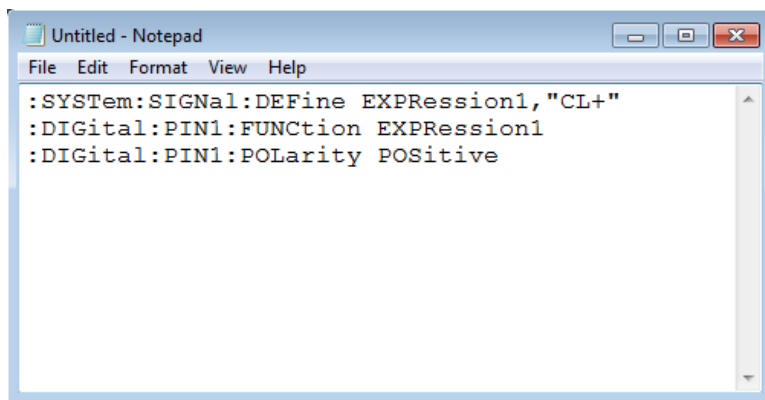 Untitled - Notepad
File Edit Format View Help
:SYSTem:SIGNal:DEFine EXPRession1,"CL+"
:DIGital:PIN1:FUNCtion EXPRession1
:DIGital:PIN1:POLarity POSitive